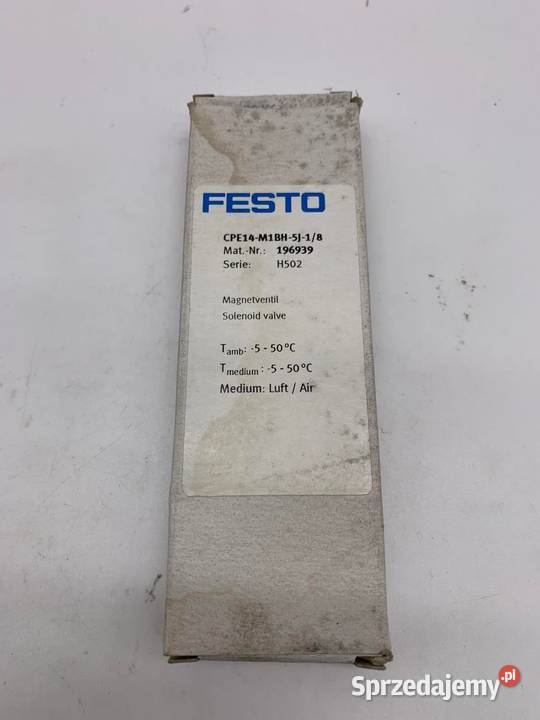 FESTO
CPE14-M1BH-5J-1/8
Mat.-Nr.: 196939
Serie: H502
Magnetventil
Solenoid valve
Tamb: -5 - 50 °C
Tmedium : -5 - 50 °C
Medium: Luft / Air
Sprzedajemy.pl